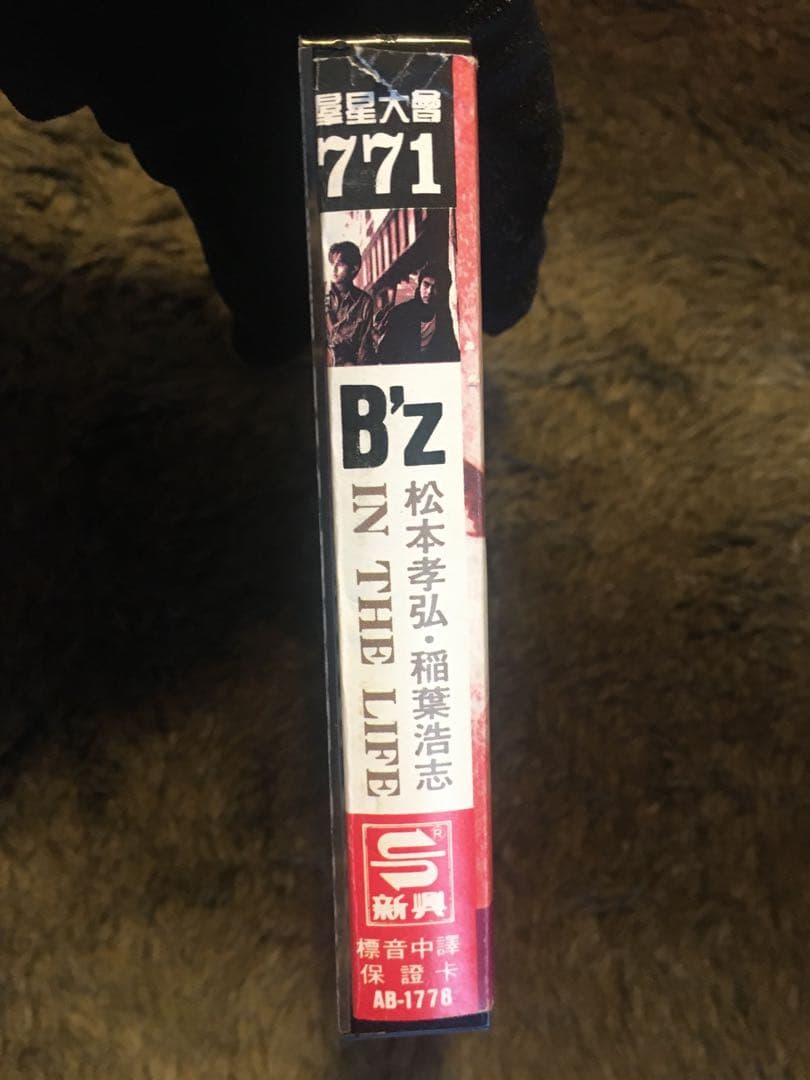 羣星大會
771
B'z
松本孝弘・稲葉浩志
IN THE LIFE
®
新興
標音中譯
保證卡
AB-1778